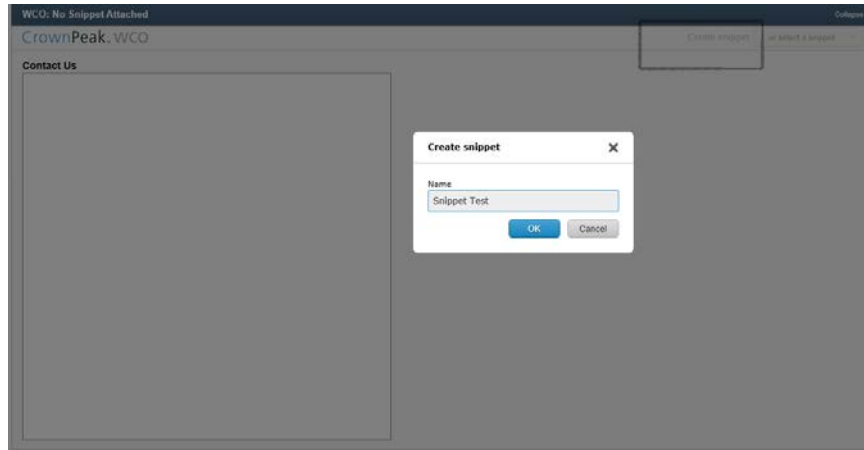 WCO: No Snippet Attached
Collapse
CrownPeak. WCO
Create snippet
or select a snippet
Contact Us
Create snippet
Name
Snippet Test
OK
Cancel